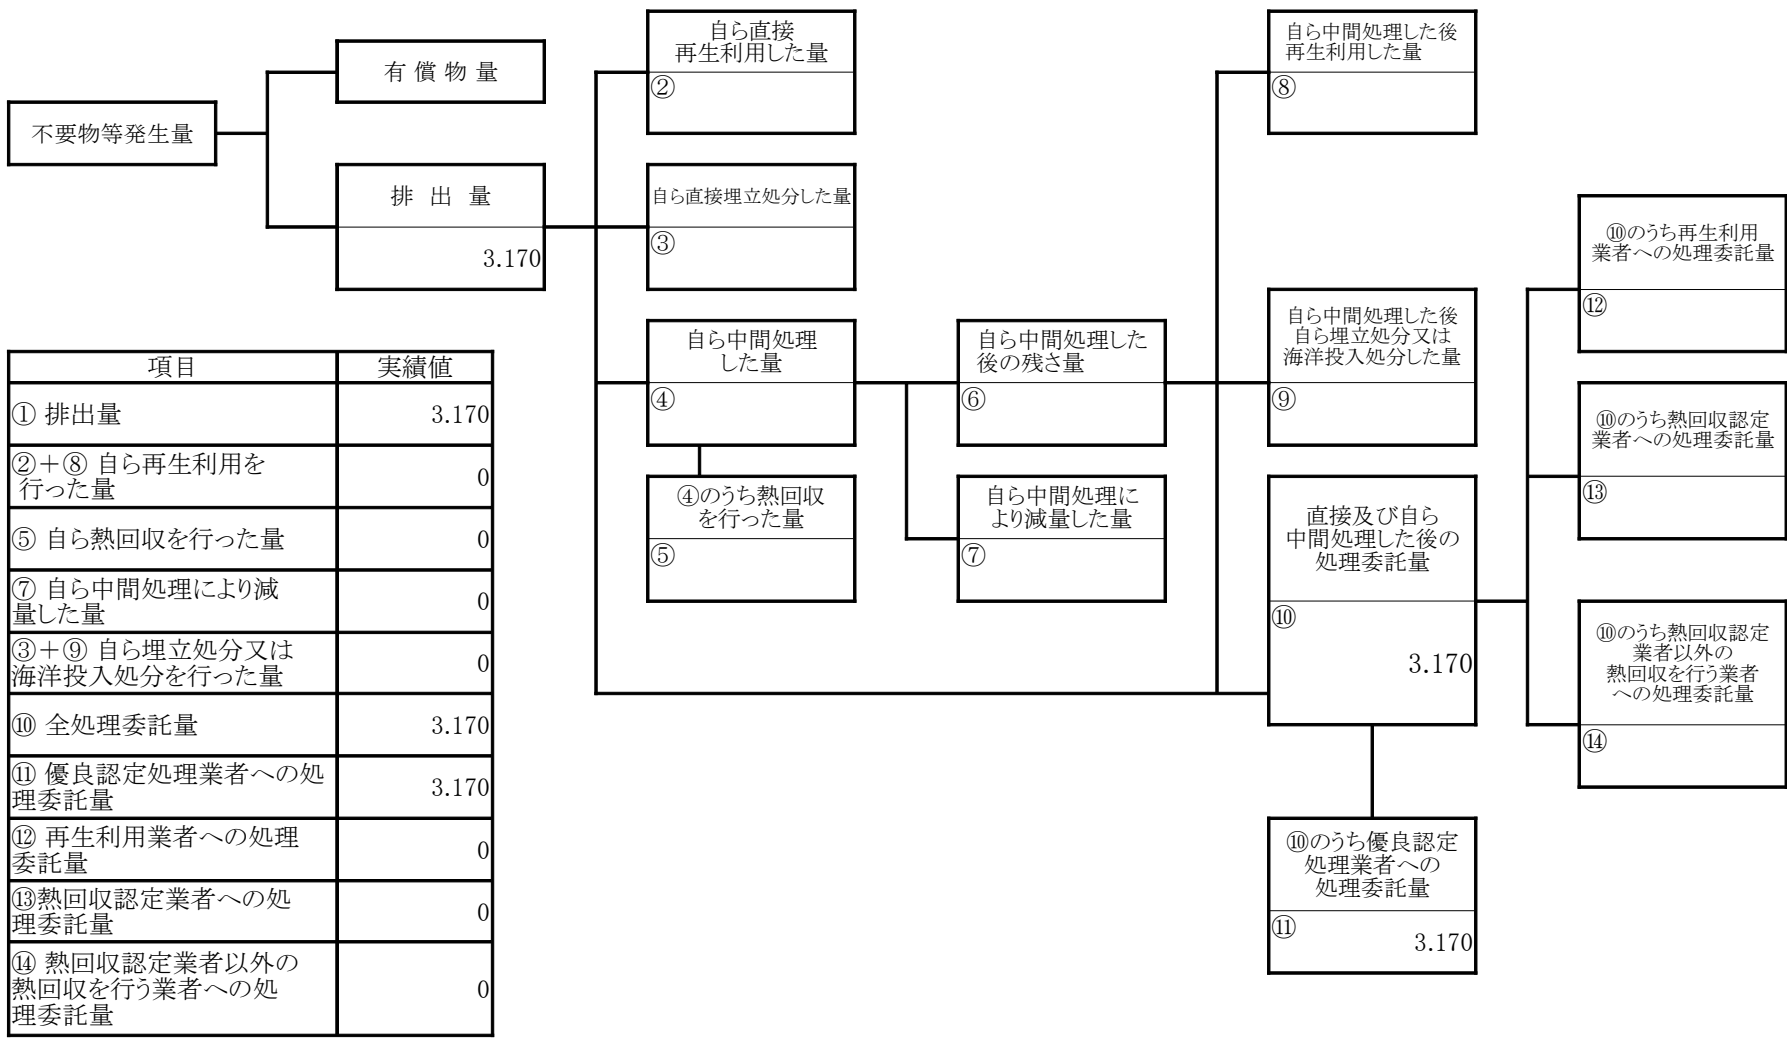 不要物等発生量
有 償 物 量
排 出 量
3.170
自ら直接
再生利用した量
②
自ら直接埋立処分した量
③
自ら中間処理
した量
④
④のうち熱回収
を行った量
⑤
自ら中間処理した
後の残さ量
⑥
自ら中間処理に
より減量した量
⑦
自ら中間処理した後
再生利用した量
⑧
自ら中間処理した後
自ら埋立処分又は
海洋投入処分した量
⑨
直接及び自ら
中間処理した後の
処理委託量
⑩
3.170
⑩のうち優良認定
処理業者への
処理委託量
⑪
3.170
⑩のうち再生利用
業者への処理委託量
⑫
⑩のうち熱回収認定
業者への処理委託量
⑬
⑩のうち熱回収認定
業者以外の
熱回収を行う業者
への処理委託量
⑭
項目 実績値
① 排出量 3.170
②＋⑧ 自ら再生利用を
行った量 0
⑤ 自ら熱回収を行った量 0
⑦ 自ら中間処理により減
量した量 0
③＋⑨ 自ら埋立処分又は
海洋投入処分を行った量 0
⑩ 全処理委託量 3.170
⑪ 優良認定処理業者への処
理委託量 3.170
⑫ 再生利用業者への処理
委託量 0
⑬熱回収認定業者への処
理委託量 0
⑭ 熱回収認定業者以外の
熱回収を行う業者への処
理委託量 0